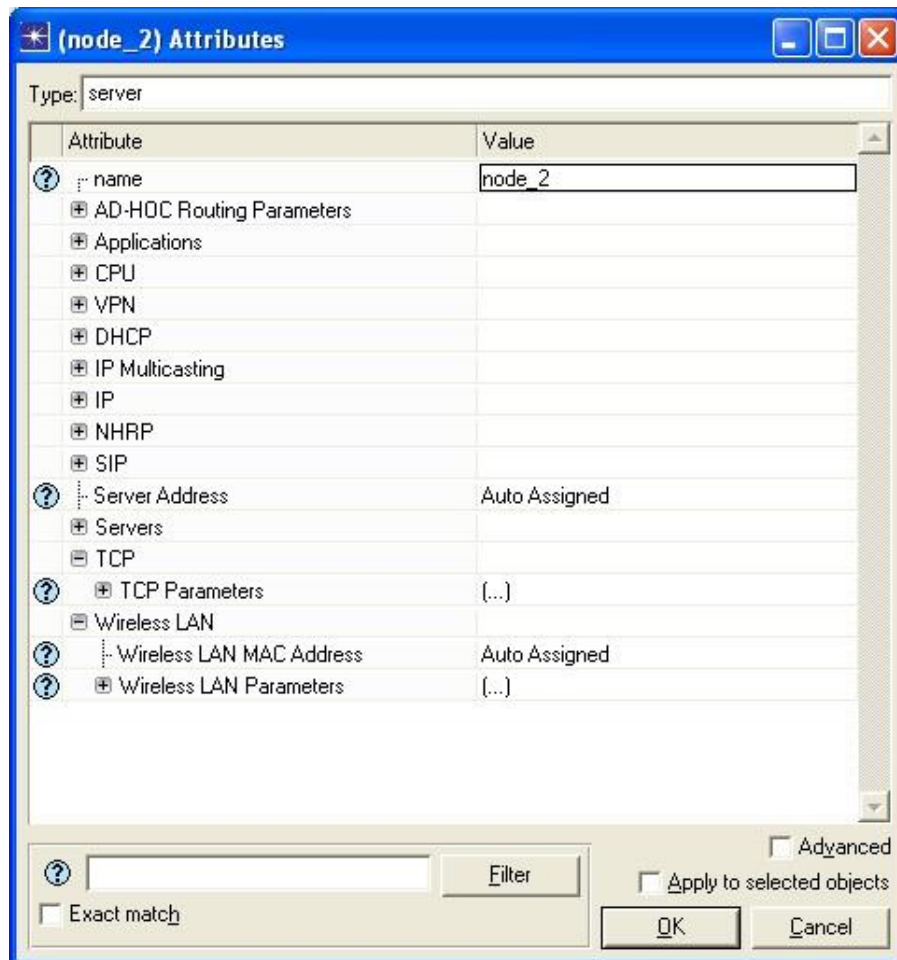 (node_2) Attributes
Type: server
Attribute Value
name node_2
AD-HOC Routing Parameters
Applications
CPU
VPN
DHCP
IP Multicasting
IP
NHRP
SIP
Server Address Auto Assigned
Servers
TCP
TCP Parameters (...)
Wireless LAN
Wireless LAN MAC Address Auto Assigned
Wireless LAN Parameters (...)
Advanced
Filter
Apply to selected objects
Exact match
OK Cancel